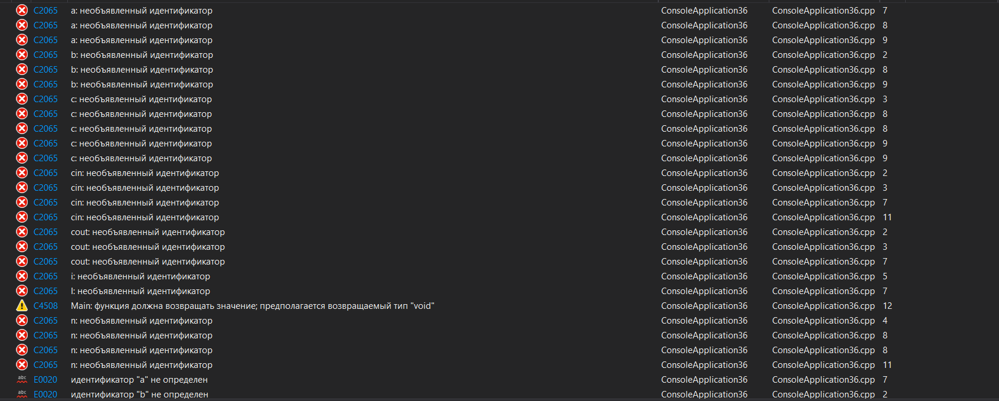 C2065 a: необъявленный идентификатор ConsoleApplication36 ConsoleApplication36.cpp 7
C2065 a: необъявленный идентификатор ConsoleApplication36 ConsoleApplication36.cpp 8
C2065 a: необъявленный идентификатор ConsoleApplication36 ConsoleApplication36.cpp 9
C2065 b: необъявленный идентификатор ConsoleApplication36 ConsoleApplication36.cpp 2
C2065 b: необъявленный идентификатор ConsoleApplication36 ConsoleApplication36.cpp 8
C2065 b: необъявленный идентификатор ConsoleApplication36 ConsoleApplication36.cpp 9
C2065 c: необъявленный идентификатор ConsoleApplication36 ConsoleApplication36.cpp 3
C2065 c: необъявленный идентификатор ConsoleApplication36 ConsoleApplication36.cpp 8
C2065 c: необъявленный идентификатор ConsoleApplication36 ConsoleApplication36.cpp 8
C2065 c: необъявленный идентификатор ConsoleApplication36 ConsoleApplication36.cpp 9
C2065 c: необъявленный идентификатор ConsoleApplication36 ConsoleApplication36.cpp 9
C2065 cin: необъявленный идентификатор ConsoleApplication36 ConsoleApplication36.cpp 2
C2065 cin: необъявленный идентификатор ConsoleApplication36 ConsoleApplication36.cpp 3
C2065 cin: необъявленный идентификатор ConsoleApplication36 ConsoleApplication36.cpp 7
C2065 cin: необъявленный идентификатор ConsoleApplication36 ConsoleApplication36.cpp 11
C2065 cout: необъявленный идентификатор ConsoleApplication36 ConsoleApplication36.cpp 2
C2065 cout: необъявленный идентификатор ConsoleApplication36 ConsoleApplication36.cpp 3
C2065 cout: необъявленный идентификатор ConsoleApplication36 ConsoleApplication36.cpp 7
C2065 i: необъявленный идентификатор ConsoleApplication36 ConsoleApplication36.cpp 5
C2065 I: необъявленный идентификатор ConsoleApplication36 ConsoleApplication36.cpp 7
C4508 Main: функция должна возвращать значение; предполагается возвращаемый тип "void" ConsoleApplication36 ConsoleApplication36.cpp 12
C2065 n: необъявленный идентификатор ConsoleApplication36 ConsoleApplication36.cpp 4
C2065 n: необъявленный идентификатор ConsoleApplication36 ConsoleApplication36.cpp 8
C2065 n: необъявленный идентификатор ConsoleApplication36 ConsoleApplication36.cpp 8
C2065 n: необъявленный идентификатор ConsoleApplication36 ConsoleApplication36.cpp 11
abc E0020 идентификатор "a" не определен ConsoleApplication36 ConsoleApplication36.cpp 7
abc E0020 идентификатор "b" не определен ConsoleApplication36 ConsoleApplication36.cpp 2